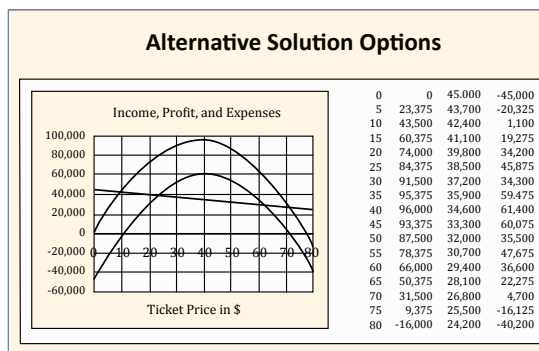 Alternative Solution Options
Income, Profit, and Expenses
100,000
80,000
60,000
40,000
20,000
0
-20,000
-40,000
-60,000
0 10 20 30 40 50 60 70 80
Ticket Price in $
0 0 45.000 -45,000
5 23,375 43,700 -20,325
10 43,500 42,400 1,100
15 60,375 41,100 19,275
20 74,000 39,800 34,200
25 84,375 38,500 45,875
30 91,500 37,200 34,300
35 95,375 35,900 59,475
40 96,000 34,600 61,400
45 93,375 33,300 60,075
50 87,500 32,000 35,500
55 78,375 30,700 47,675
60 66,000 29,400 36,600
65 50,375 28,100 22,275
70 31,500 26,800 4,700
75 9,375 25,500 -16,125
80 -16,000 24,200 -40,200